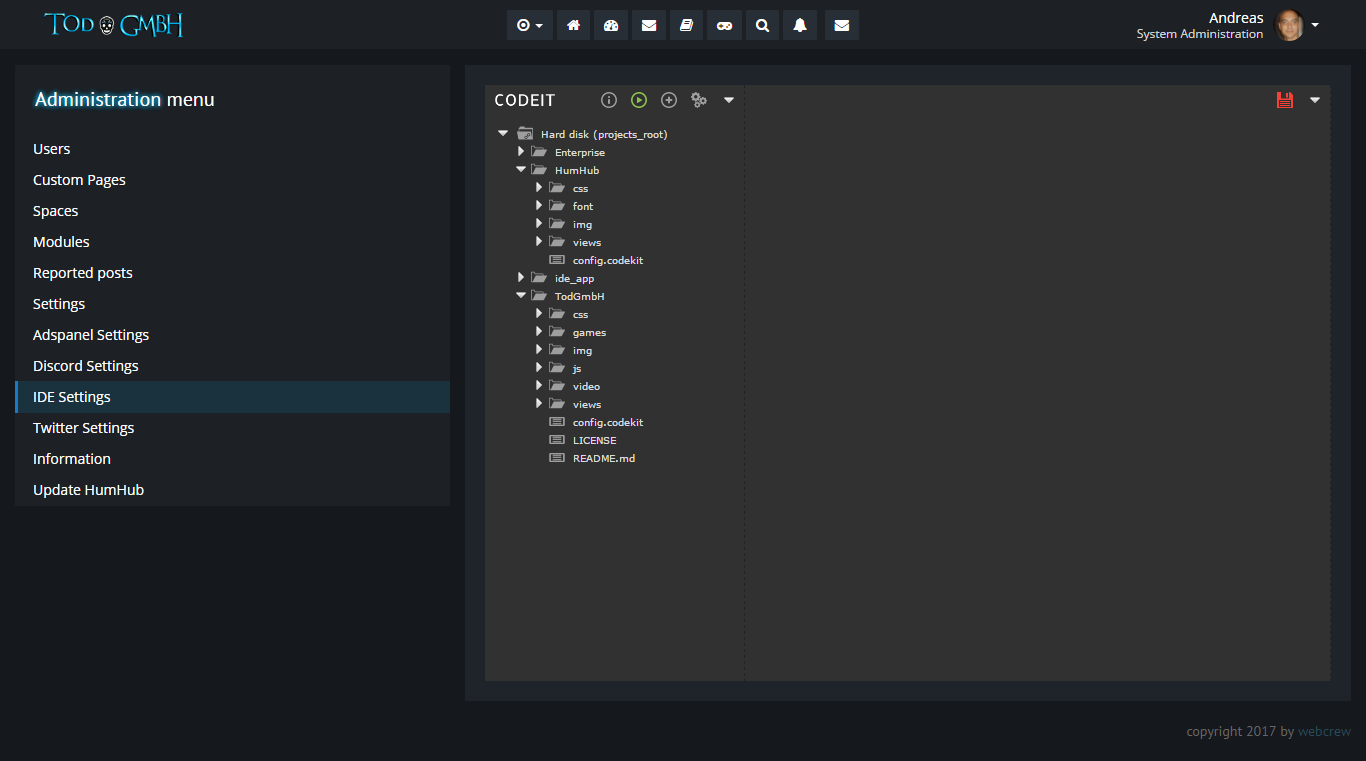 TOD GMBH
Andreas
System Administration
Administration menu
Users
Custom Pages
Spaces
Modules
Reported posts
Settings
Adspanel Settings
Discord Settings
IDE Settings
Twitter Settings
Information
Update HumHub
CODEIT
Hard disk (projects_root)
Enterprise
HumHub
css
font
img
views
config.codekit
ide_app
TodGmbH
css
games
img
js
video
views
config.codekit
LICENSE
README.md
copyright 2017 by webcrew